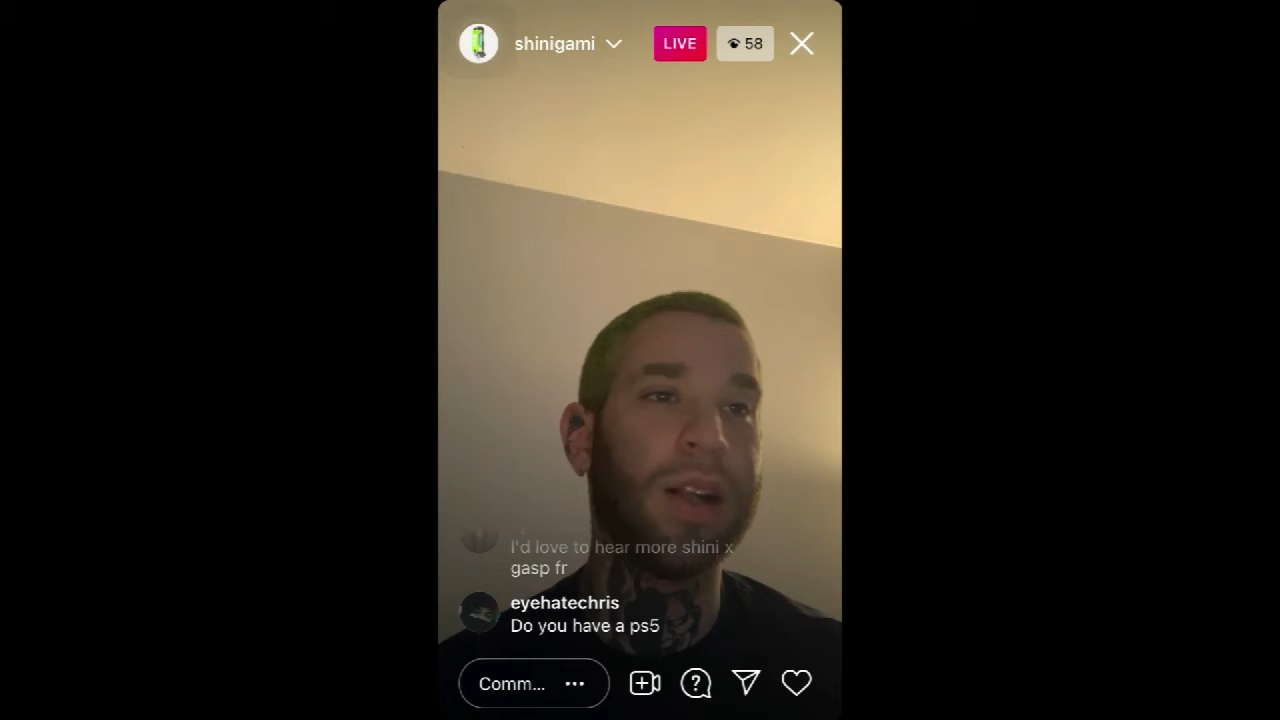 shinigami
LIVE
58
I'd love to hear more shini x
gasp fr
eyehatechris
Do you have a ps5
Comm...